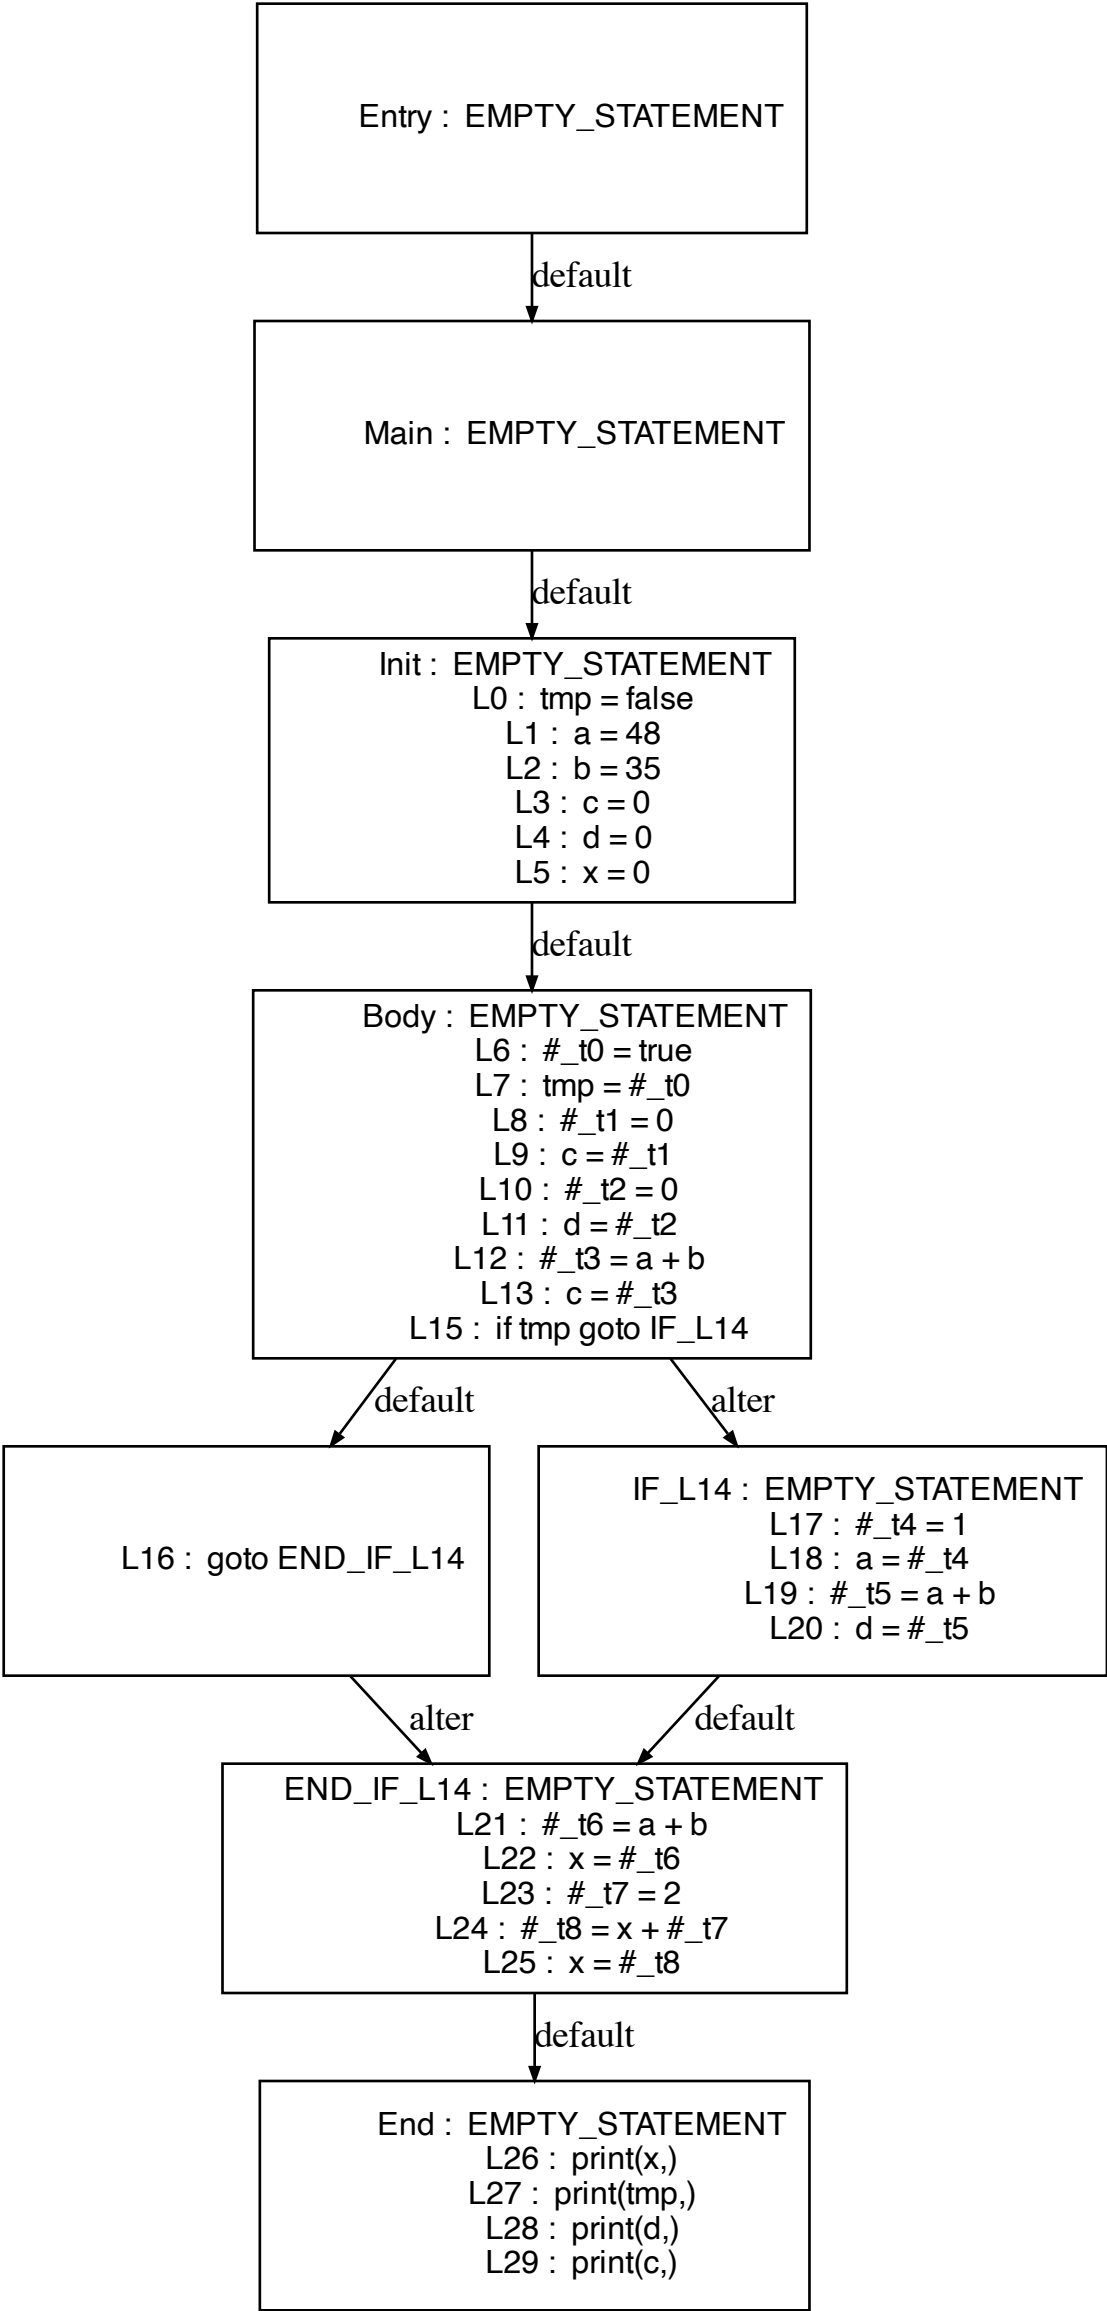 Entry : EMPTY_STATEMENT
default
Main : EMPTY_STATEMENT
default
Init : EMPTY_STATEMENT
L0 : tmp = false
L1 : a = 48
L2 : b = 35
L3 : c = 0
L4 : d = 0
L5 : x = 0
default
Body : EMPTY_STATEMENT
L6 : #_t0 = true
L7 : tmp = #_t0
L8 : #_t1 = 0
L9 : c = #_t1
L10 : #_t2 = 0
L11 : d = #_t2
L12 : #_t3 = a + b
L13 : c = #_t3
L15 : if tmp goto IF_L14
default
alter
L16 : goto END_IF_L14
IF_L14 : EMPTY_STATEMENT
L17 : #_t4 = 1
L18 : a = #_t4
L19 : #_t5 = a + b
L20 : d = #_t5
alter
default
END_IF_L14 : EMPTY_STATEMENT
L21 : #_t6 = a + b
L22 : x = #_t6
L23 : #_t7 = 2
L24 : #_t8 = x + #_t7
L25 : x = #_t8
default
End : EMPTY_STATEMENT
L26 : print(x,)
L27 : print(tmp,)
L28 : print(d,)
L29 : print(c,)